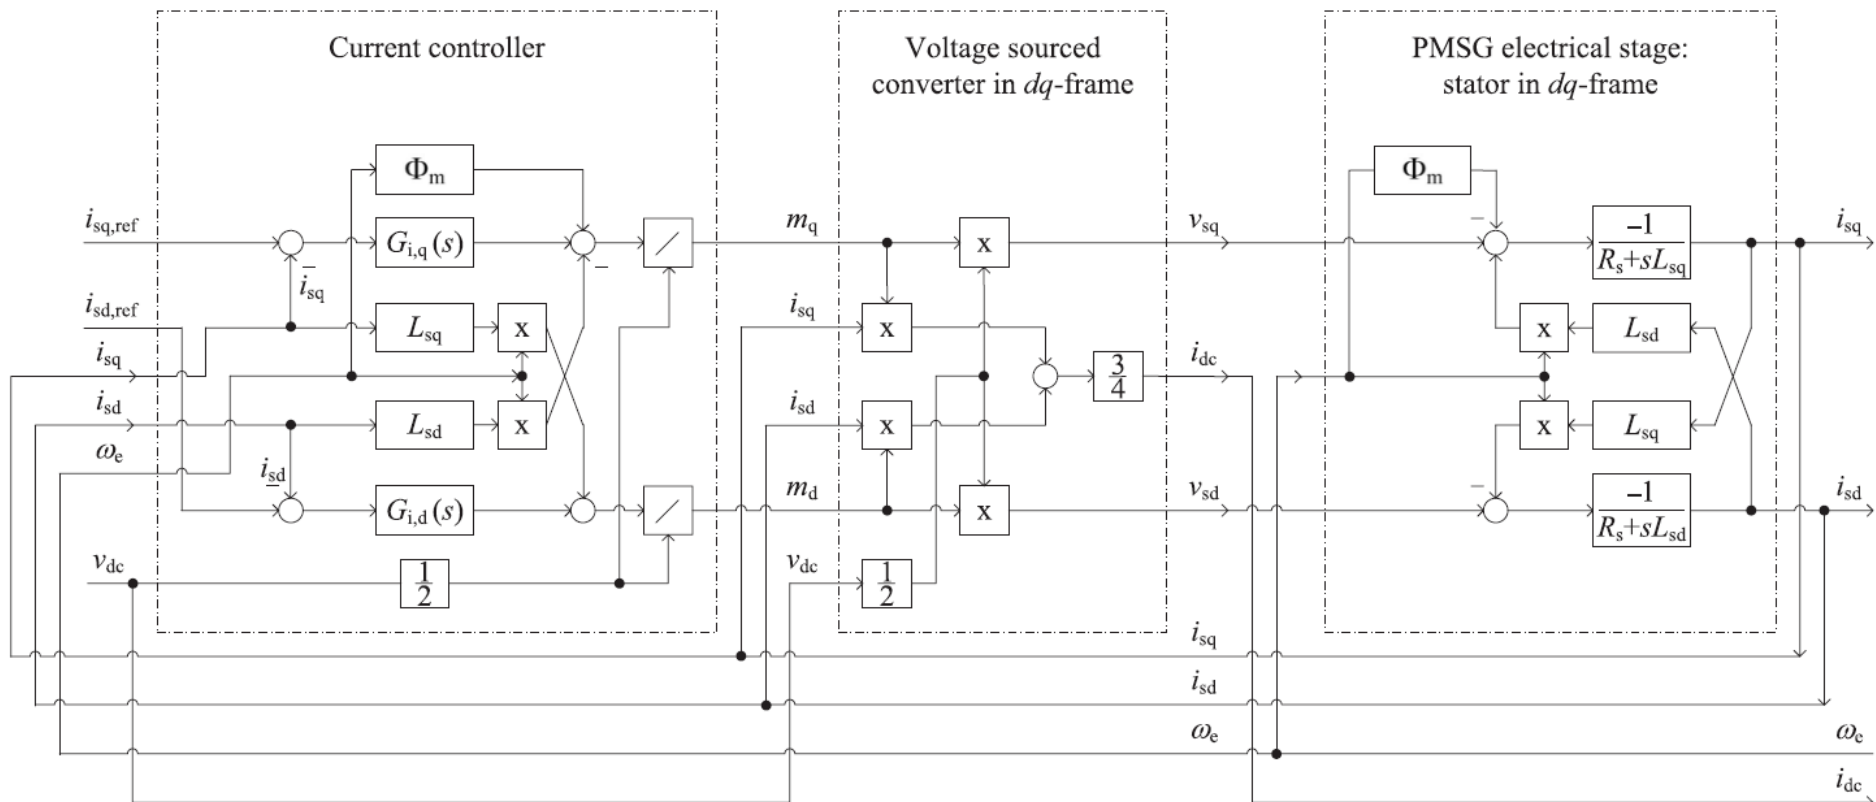 Current controller
Voltage sourced
converter in dq-frame
PMSG electrical stage:
stator in dq-frame
Φm
Φm
isq,ref
Gi,q(s)
/
mq
x
vsq
−
−1
Rs+sLsq
isq
−
isq
−
isd,ref
Lsq
x
isq
x
x
Lsd
isq
idc
3
4
isd
Lsd
x
isd
x
x
Lsq
ωe
isd
−
−
Gi,d(s)
/
md
x
vsd
−1
Rs+sLsd
isd
vdc
1
2
vdc
1
2
isq
isd
ωe
ωe
idc